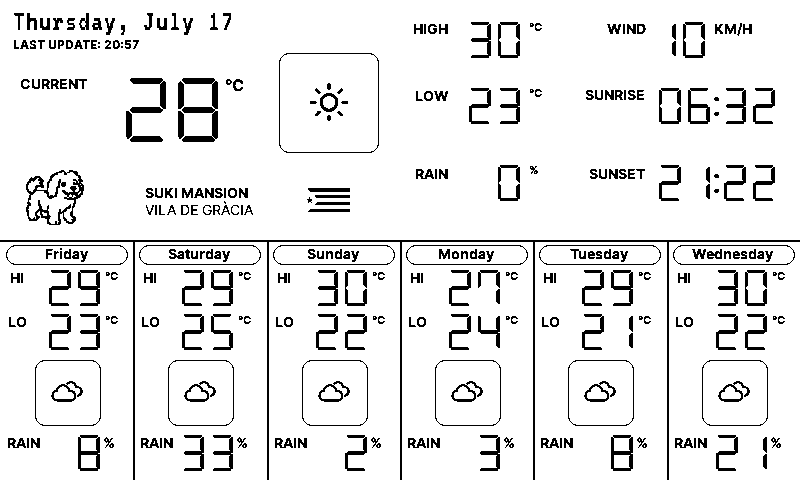 Thursday, July 17
LAST UPDATE: 20:57
CURRENT 28 °C
SUKI MANSION
VILA DE GRÀCIA
HIGH 30 °C
LOW 23 °C
RAIN 0 %
WIND 10 KM/H
SUNRISE 06:32
SUNSET 21:22
Friday
HI 29 °C
LO 23 °C
RAIN 8 %
Saturday
HI 29 °C
LO 25 °C
RAIN 33 %
Sunday
HI 30 °C
LO 22 °C
RAIN 2 %
Monday
HI 27 °C
LO 24 °C
RAIN 3 %
Tuesday
HI 29 °C
LO 21 °C
RAIN 8 %
Wednesday
HI 30 °C
LO 22 °C
RAIN 21 %